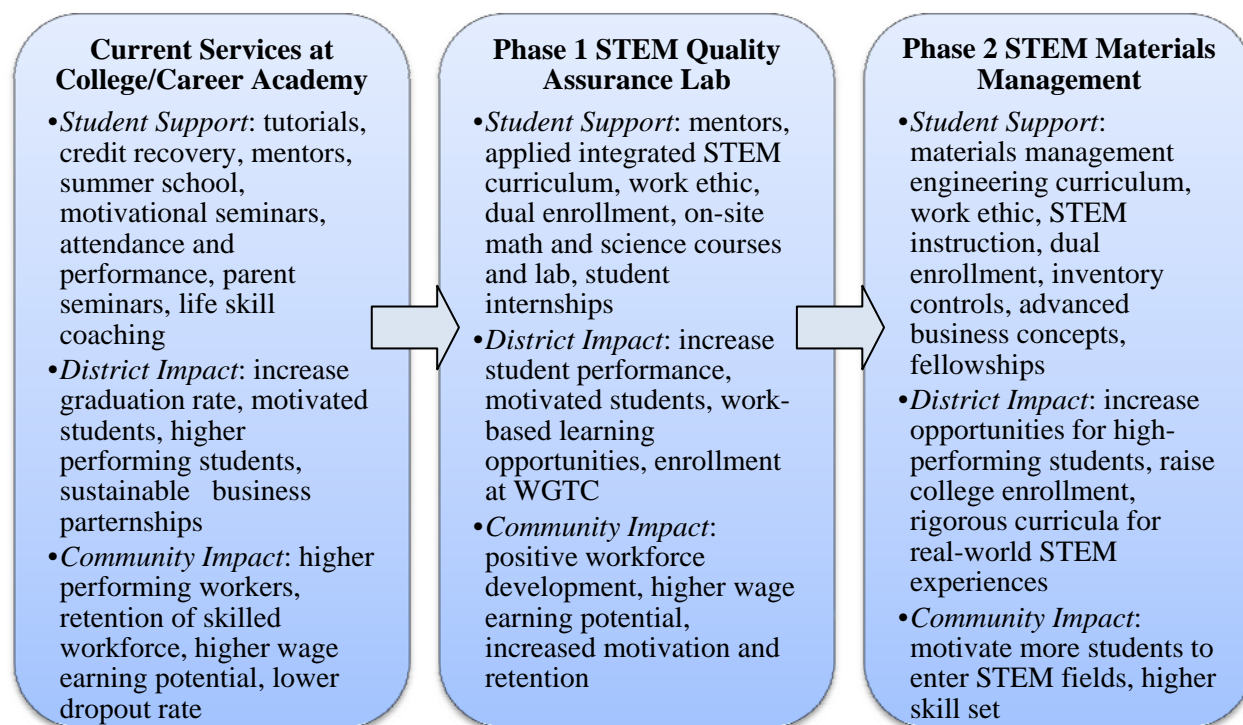 Current Services at
College/Career Academy
•Student Support: tutorials,
credit recovery, mentors,
summer school,
motivational seminars,
attendance and
performance, parent
seminars, life skill
coaching
•District Impact: increase
graduation rate, motivated
students, higher
performing students,
sustainable business
parternships
•Community Impact: higher
performing workers,
retention of skilled
workforce, higher wage
earning potential, lower
dropout rate
Phase 1 STEM Quality
Assurance Lab
•Student Support: mentors,
applied integrated STEM
curriculum, work ethic,
dual enrollment, on-site
math and science courses
and lab, student
internships
•District Impact: increase
student performance,
motivated students, work-
based learning
opportunities, enrollment
at WGTC
•Community Impact:
positive workforce
development, higher wage
earning potential,
increased motivation and
retention
Phase 2 STEM Materials
Management
•Student Support:
materials management
engineering curriculum,
work ethic, STEM
instruction, dual
enrollment, inventory
controls, advanced
business concepts,
fellowships
•District Impact: increase
opportunities for high-
performing students, raise
college enrollment,
rigorous curricula for
real-world STEM
experiences
•Community Impact:
motivate more students to
enter STEM fields, higher
skill set